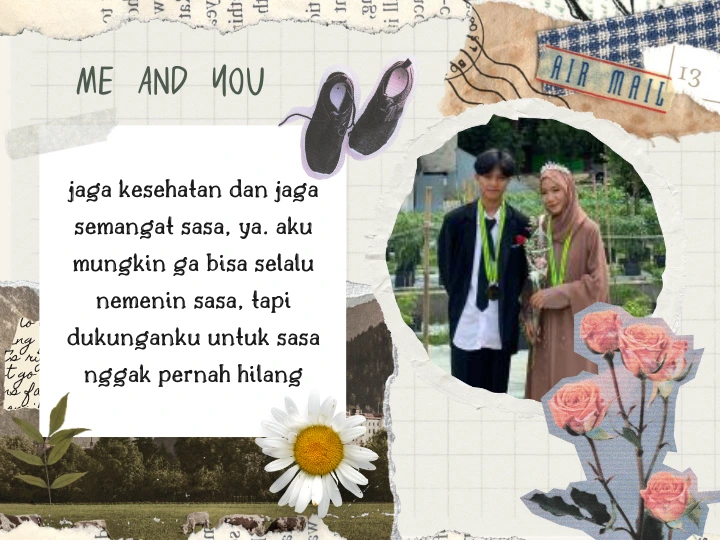 ME AND YOU
AIR MAIL
13
jaga kesehatan dan jaga
semangat sasa, ya. aku
mungkin ga bisa selalu
nemenin sasa, tapi
dukunganku untuk sasa
nggak pernah hilang